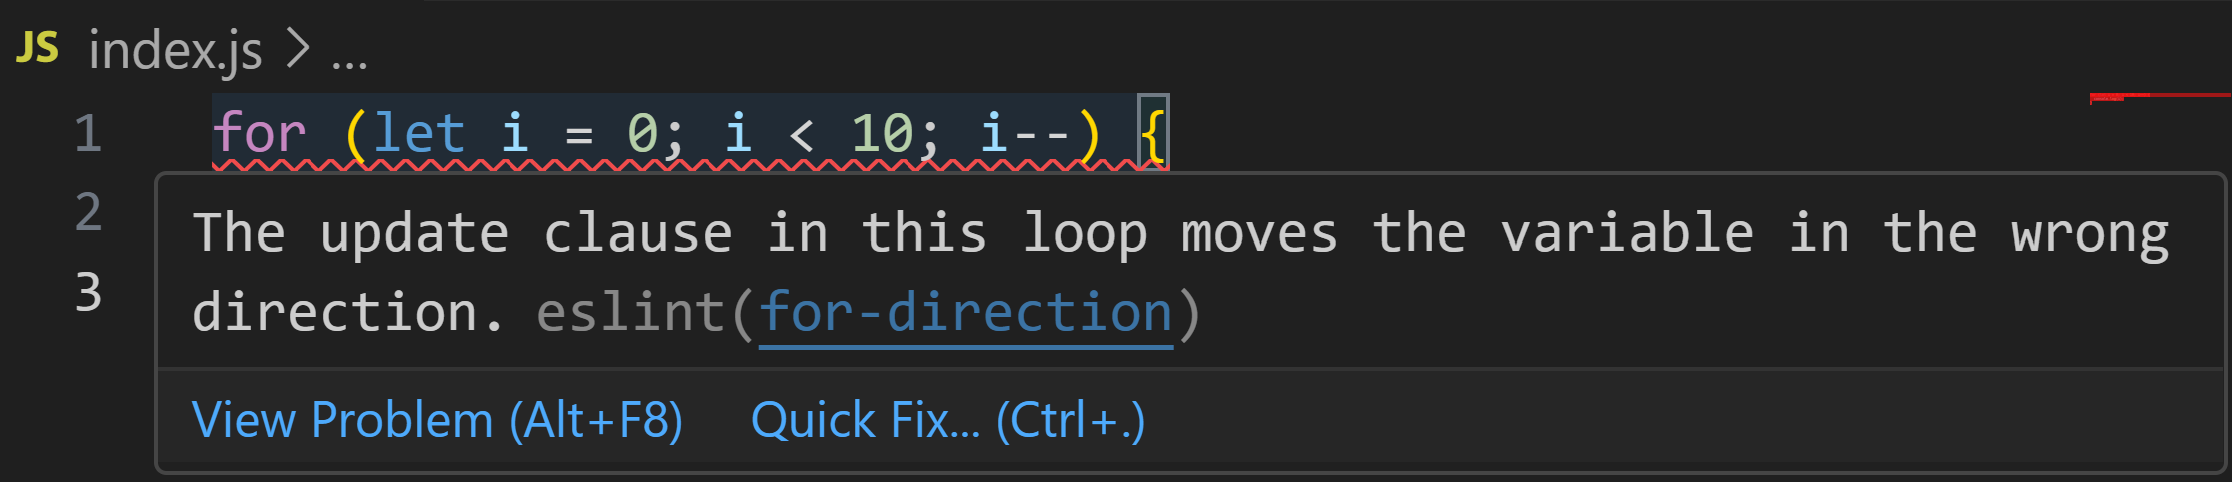 JS index.js > ...
1 for (let i = 0; i < 10; i--) {
2
The update clause in this loop moves the variable in the wrong
3
direction. eslint(for-direction)
View Problem (Alt+F8) Quick Fix... (Ctrl+.)